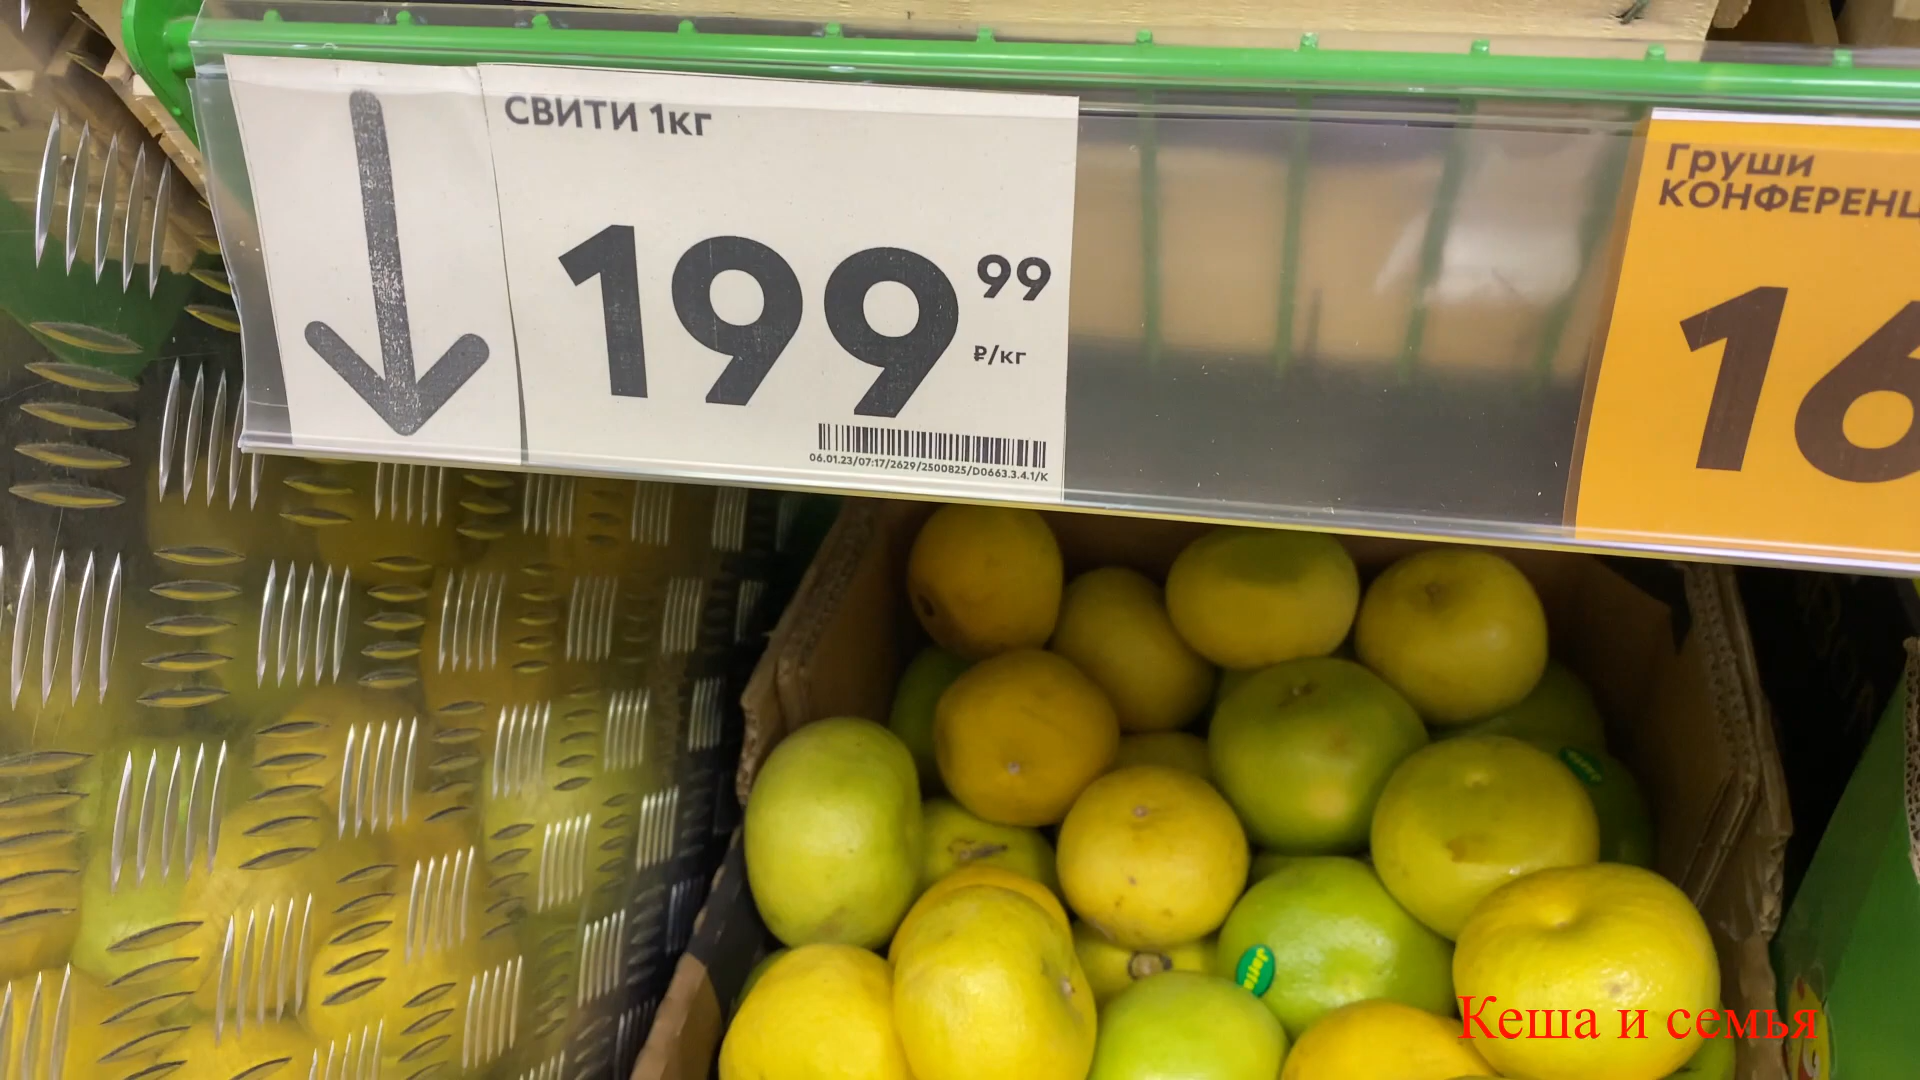 СВИТИ 1кг
199 99
₽/кг
06.01.23/07:17/2629/2500825/D0663.3.4.1/К
Груши
КОНФЕРЕНЦ
16
Кеша и семья